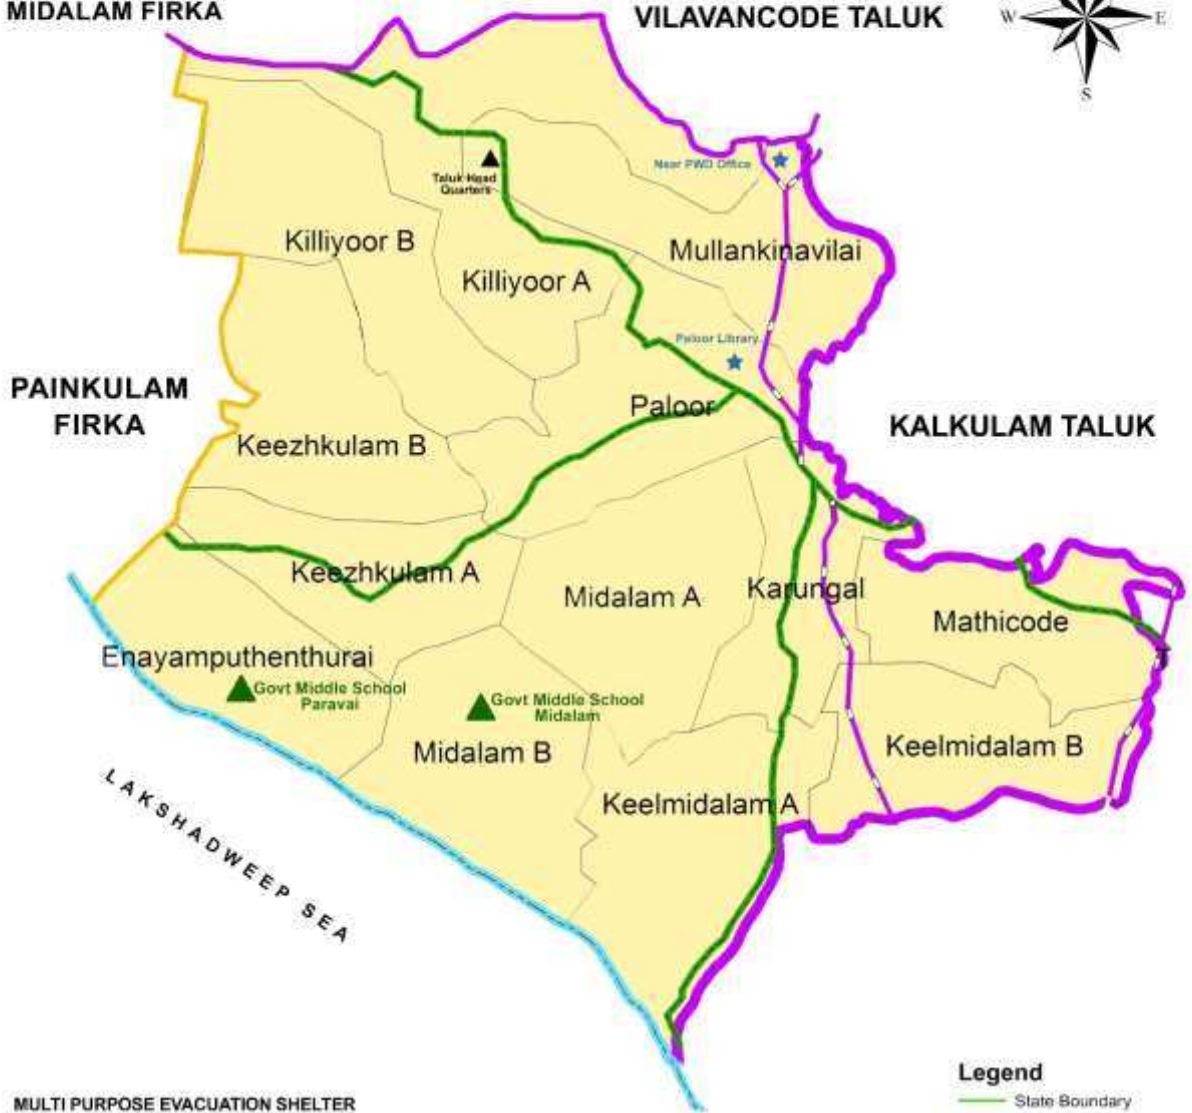 MIDALAM FIRKA
VILAVANCODE TALUK
W
E
S
Near PWD Office
Taluk Head
Quarters
Killiyoor B
Mullankinavilai
Killiyoor A
Paloor Library
PAINKULAM
FIRKA
Paloor
KALKULAM TALUK
Keezhkulam B
Keezhkulam A
Midalam A
Karungal
Mathicode
Enayamputhenthurai
Govt Middle School
Paravai
Govt Middle School
Midalam
Midalam B
Keelmidalam B
Keelmidalam A
LAKSHADWEEP SEA
Legend
State Boundary
MULTI PURPOSE EVACUATION SHELTER